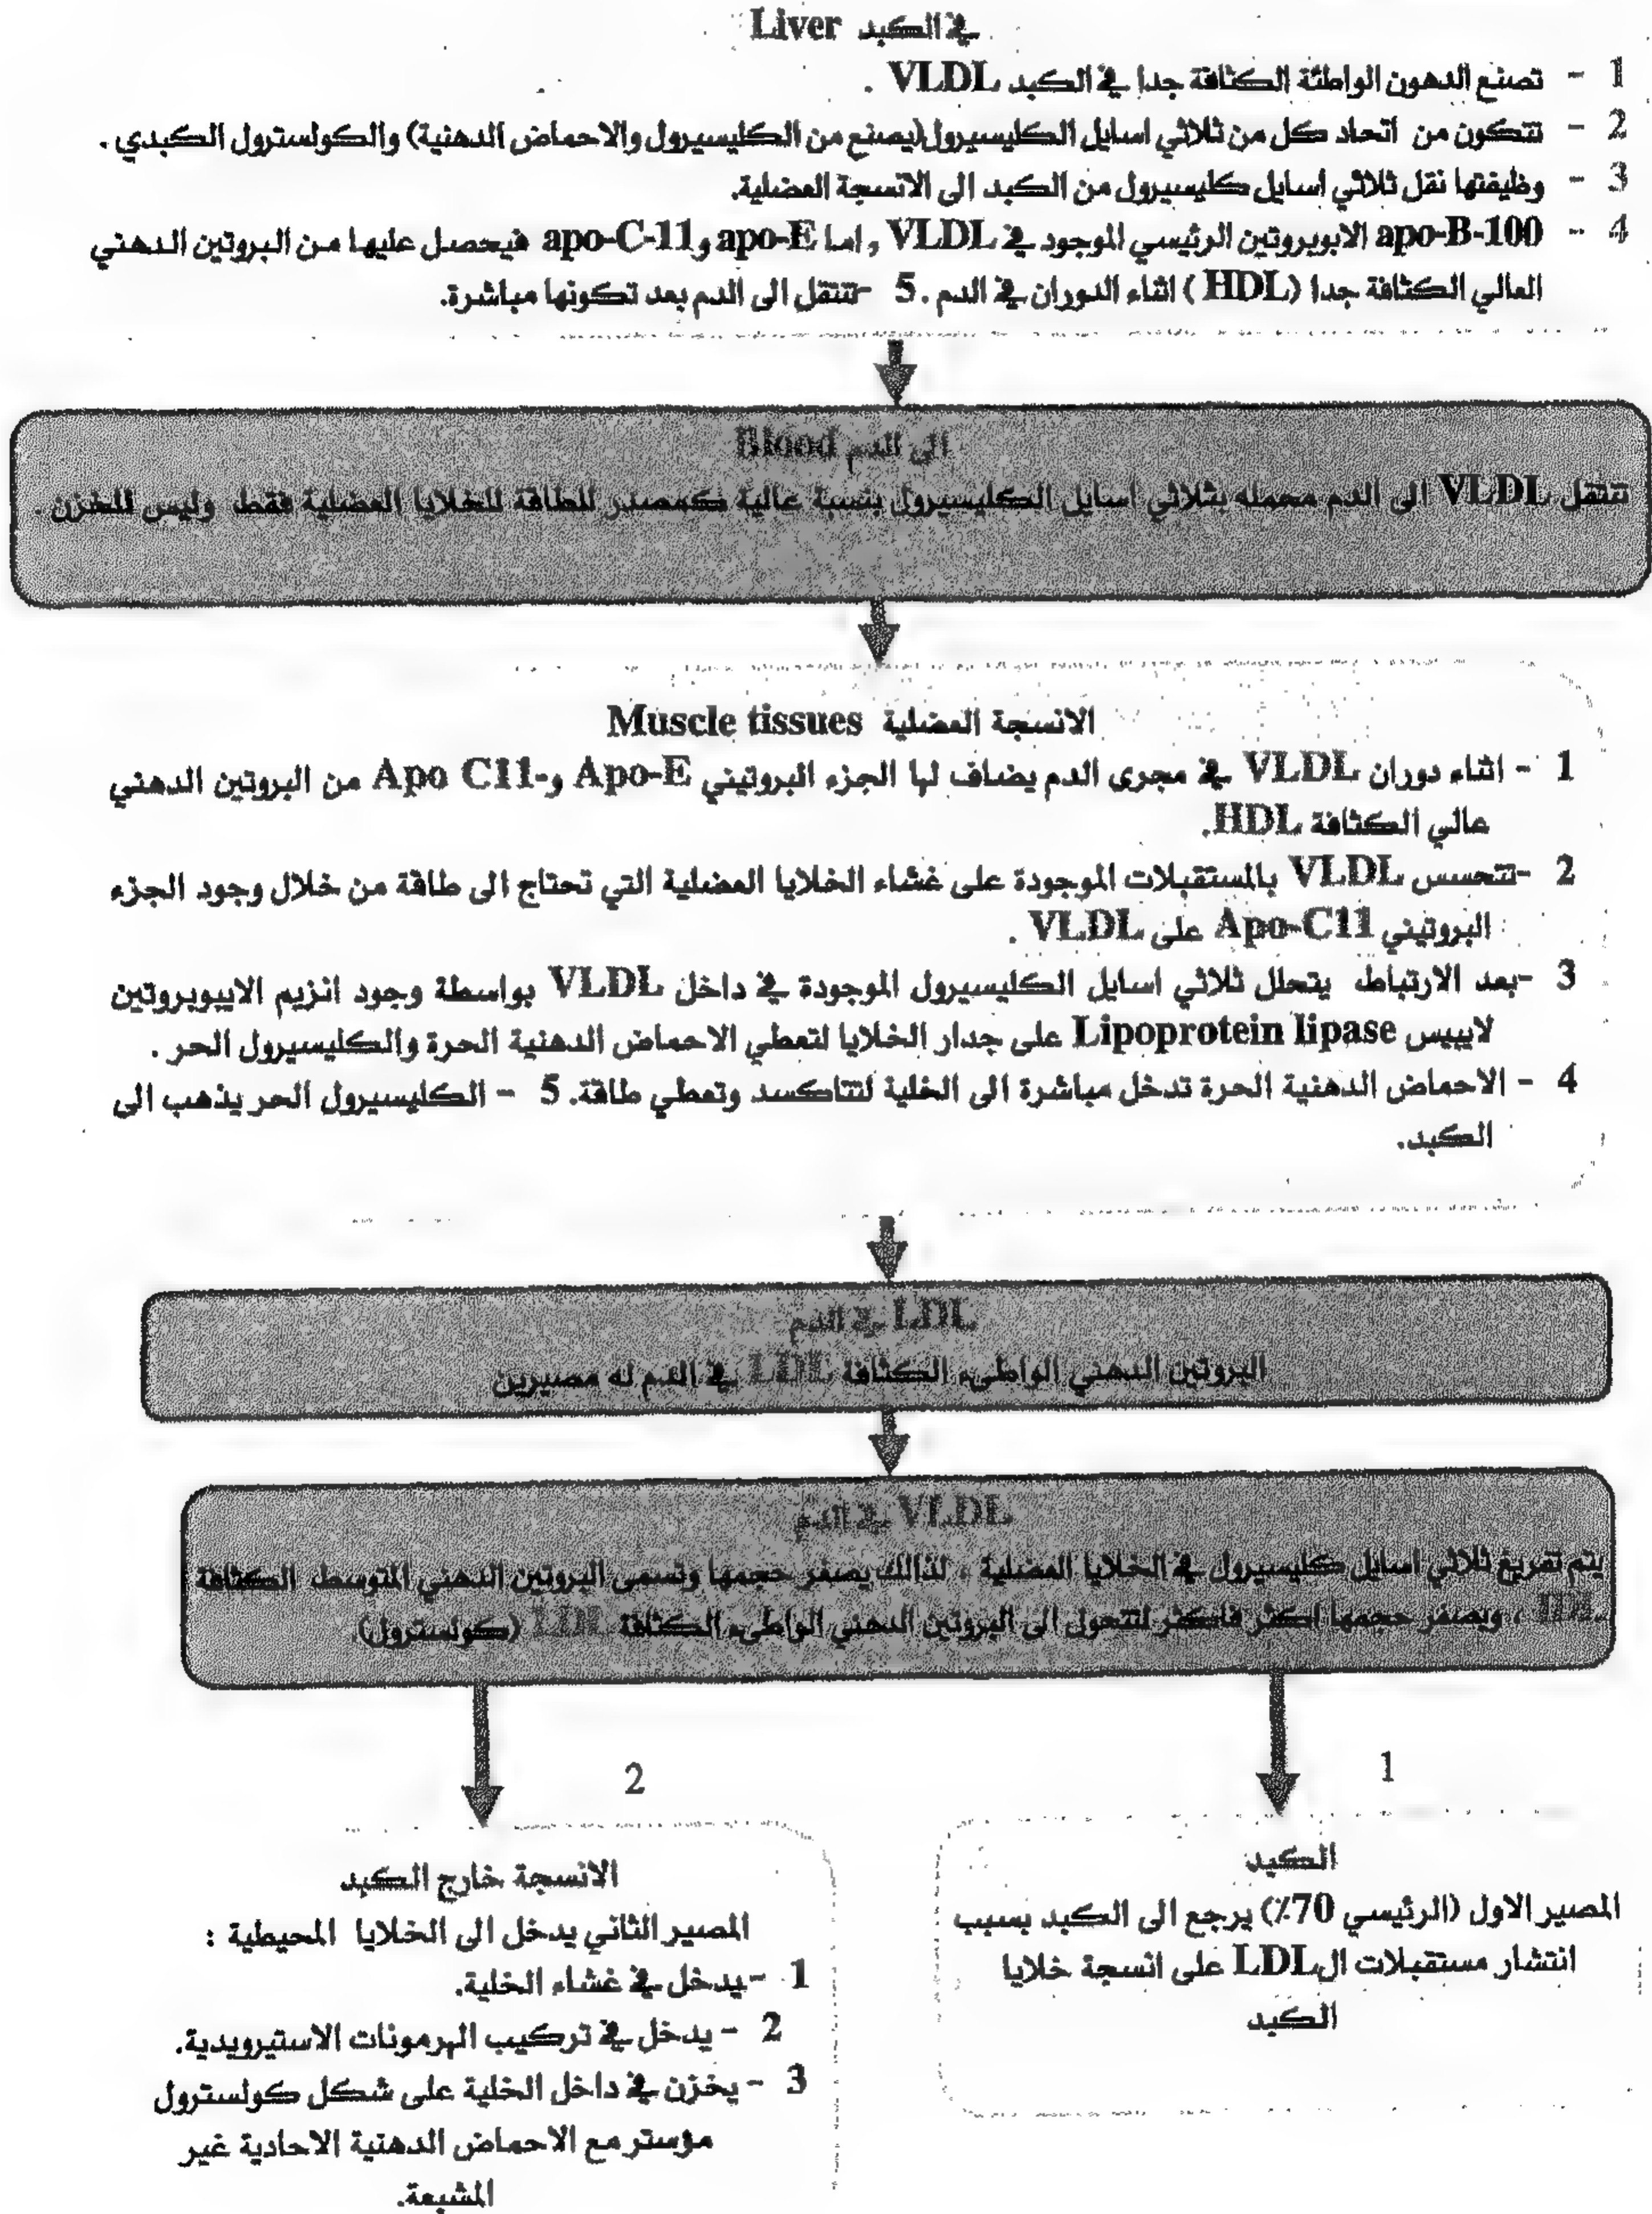 في الكبد Liver
1 - تصنع الدهون الواطئة الكثافة جدا في الكبد VLDL .
2 - تتكون من اتحاد كل من ثلاثي اسايل الكليسيرول(يصنع من الكليسيرول والاحماض الدهنية) والكولسترول الكبدي .
3 - وظيفتها نقل ثلاثي اسايل كليسيرول من الكبد الى الانسجة العضلية.
4 - apo-B-100 الابوبروتين الرئيسي الموجود في VLDL , اما apo-E و apo-C-11 فيحصل عليها من البروتين الدهني
العالي الكثافة جدا (HDL ) اثناء الدوران في الدم . 5 -تنتقل الى الدم بعد تكونها مباشرة.
الى الدم Blood
تنتقل VLDL الى الدم محمله بثلاثي اسايل الكليسيرول بنسبة عالية كمصدر للطاقة للخلايا العضلية فقط وليس للخزن .
الانسجة العضلية Muscle tissues
1 - اثناء دوران VLDL في مجرى الدم يضاف لها الجزء البروتيني Apo-E و-Apo C11 من البروتين الدهني
عالي الكثافة HDL.
2 -تتحسس VLDL بالمستقبلات الموجودة على غشاء الخلايا العضلية التي تحتاج الى طاقة من خلال وجود الجزء
البروتيني Apo-C11 على VLDL .
3 -بعد الارتباط يتحلل ثلاثي اسايل الكليسيرول الموجودة في داخل VLDL بواسطة وجود انزيم الايبوبروتين
لايبيس Lipoprotein lipase على جدار الخلايا لتعطي الاحماض الدهنية الحرة والكليسيرول الحر .
4 - الاحماض الدهنية الحرة تدخل مباشرة الى الخلية لتتاكسد وتعطي طاقة. 5 - الكليسيرول الحر يذهب الى
الكبد.
LDL في الدم
البروتين الدهني الواطيء الكثافة LDL في الدم له مصيرين
VLDL في الدم
يتم تفريغ ثلاثي اسايل كليسيرول في الخلايا العضلية ، لذالك يصغر حجمها وتسمى البروتين الدهني المتوسط الكثافة
IDL ، ويصغر حجمها اكثر فاكثر لتتحول الى البروتين الدهني الواطيء الكثافة LDL (كولسترول).
1
2
الكبد
المصير الاول (الرئيسي 70٪) يرجع الى الكبد بسبب
انتشار مستقبلات الLDL على انسجة خلايا
الكبد
الانسجة خارج الكبد
المصير الثاني يدخل الى الخلايا المحيطية :
1 -يدخل في غشاء الخلية.
2 - يدخل في تركيب الهرمونات الاستيرويدية.
3 - يخزن في داخل الخلية على شكل كولسترول
مؤستر مع الاحماض الدهنية الاحادية غير
المشبعة.